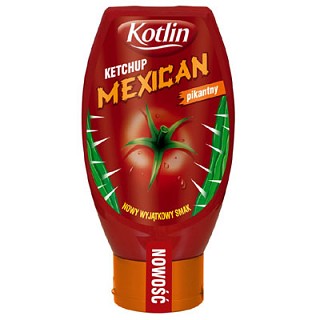 Kotlin
KETCHUP
MEXICAN
pikantny
NOWY WYJĄTKOWY SMAK
NOWOŚĆ